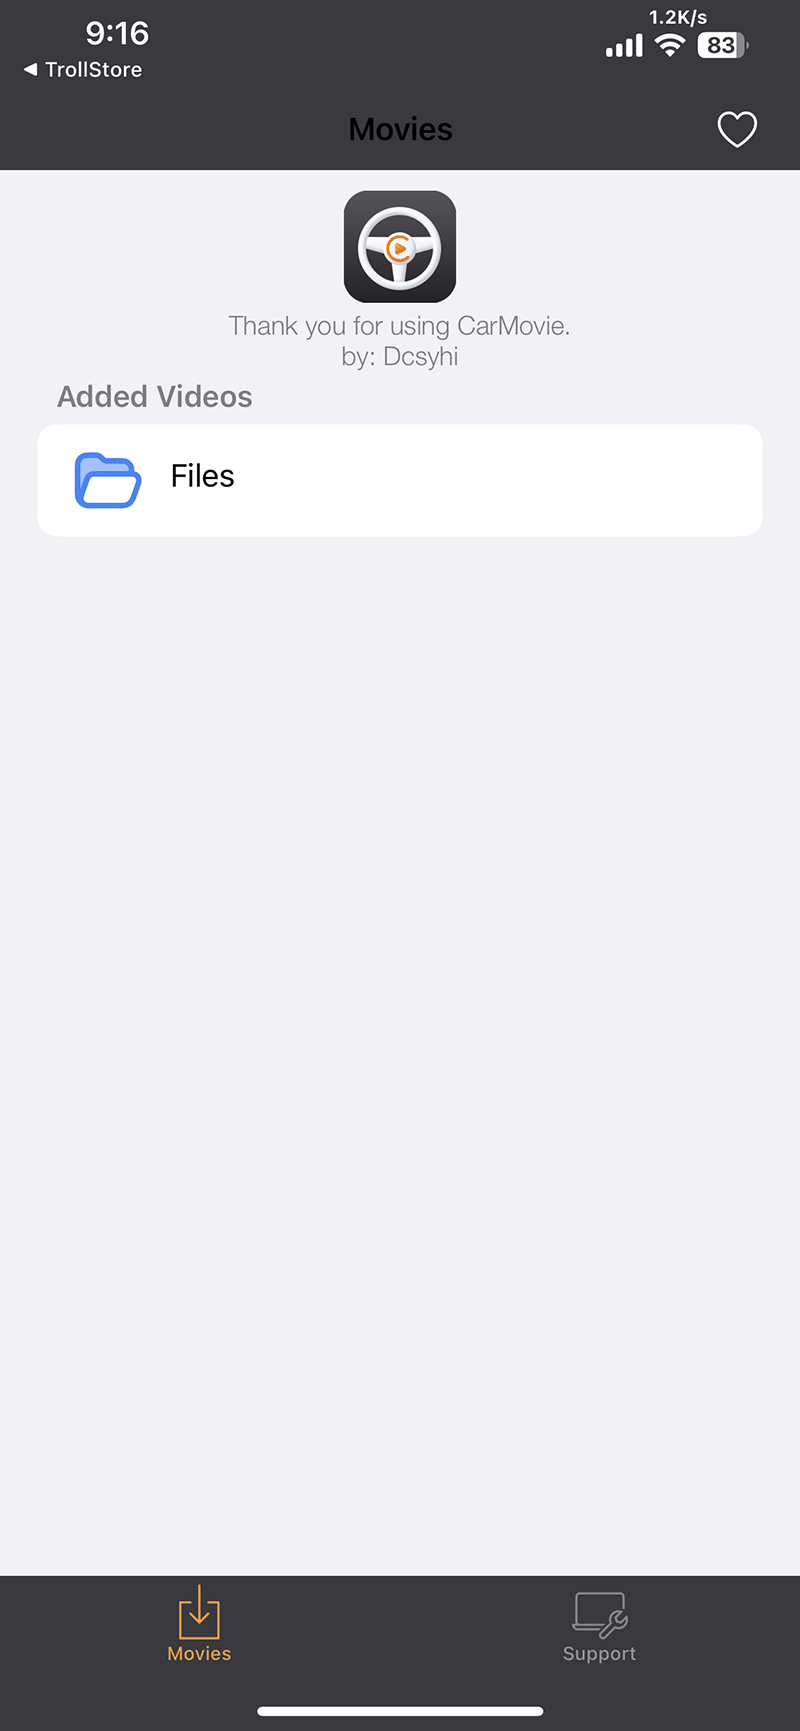 9:16
1.2K/s
83
◀ TrollStore
Movies
Thank you for using CarMovie.
by: Dcsyhi
Added Videos
Files
Movies
Support